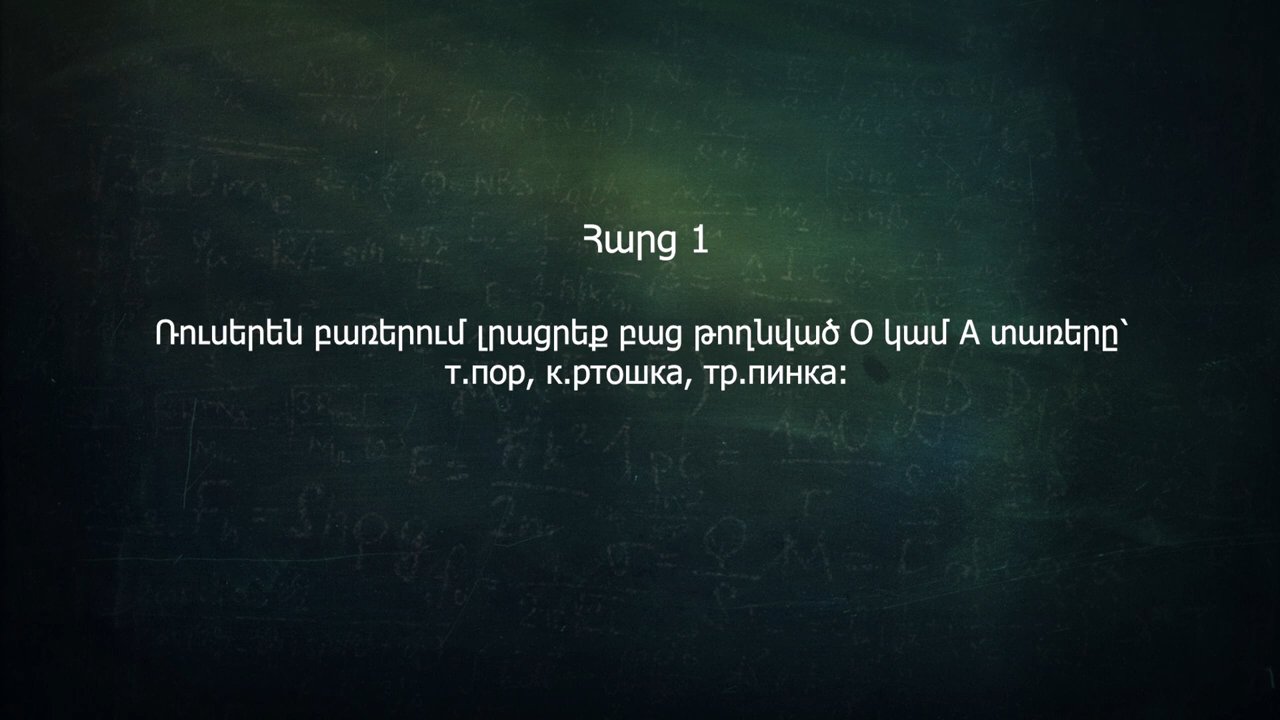 Հարց 1
Ռուսերեն բառերում լրացրեք բաց թողնված О կամ А տառերը՝
т.пор, к.ртошка, тр.пинка: